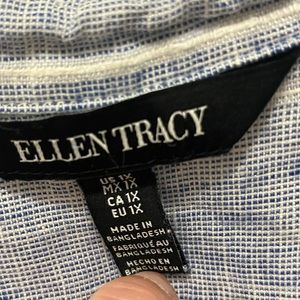 ELLEN TRACY
US 1X
MX 1X
CA 1X
EU 1X
MADE IN
BANGLADESH
FABRIQUÉ AU
BANGLADESH
HECHO EN
BANGLADESH